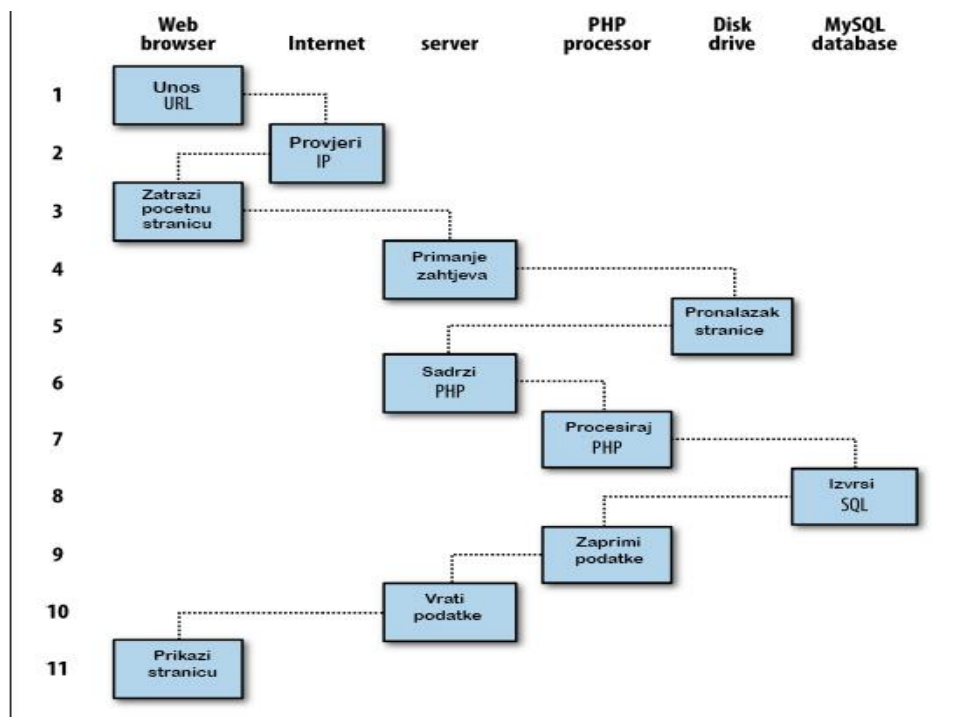 Web
browser
Internet
server
PHP
processor
Disk
drive
MySQL
database
1
Unos
URL
2
Provjeri
IP
3
Zatrazi
pocetnu
stranicu
4
Primanje
zahtjeva
5
Pronalazak
stranice
6
Sadrzi
PHP
7
Procesiraj
PHP
8
Izvrsi
SQL
9
Zaprimi
podatke
10
Vrati
podatke
11
Prikazi
stranicu